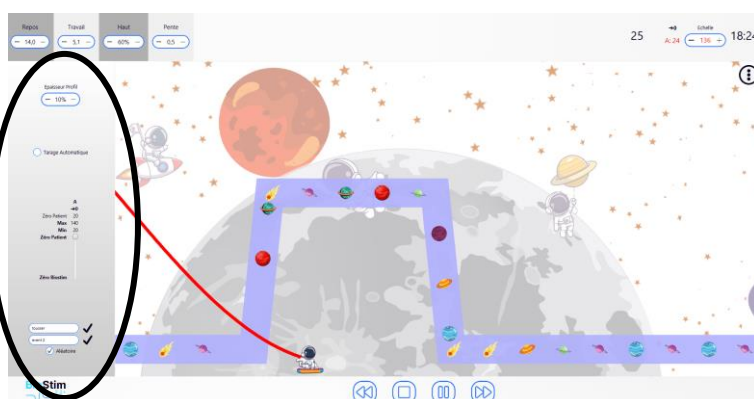 Repos Travail Haut Pente
− 14,0 + − 5,1 + − 60% + − 0,5 +
25 A: 24 Echelle − 136 + 18:24
Epaisseur Profil
− 10% +
Tarage Automatique
A
Zéro Patient 20
Max 140
Min 20
Zéro Patient
Zéro Biostim
Aléatoire
Stim